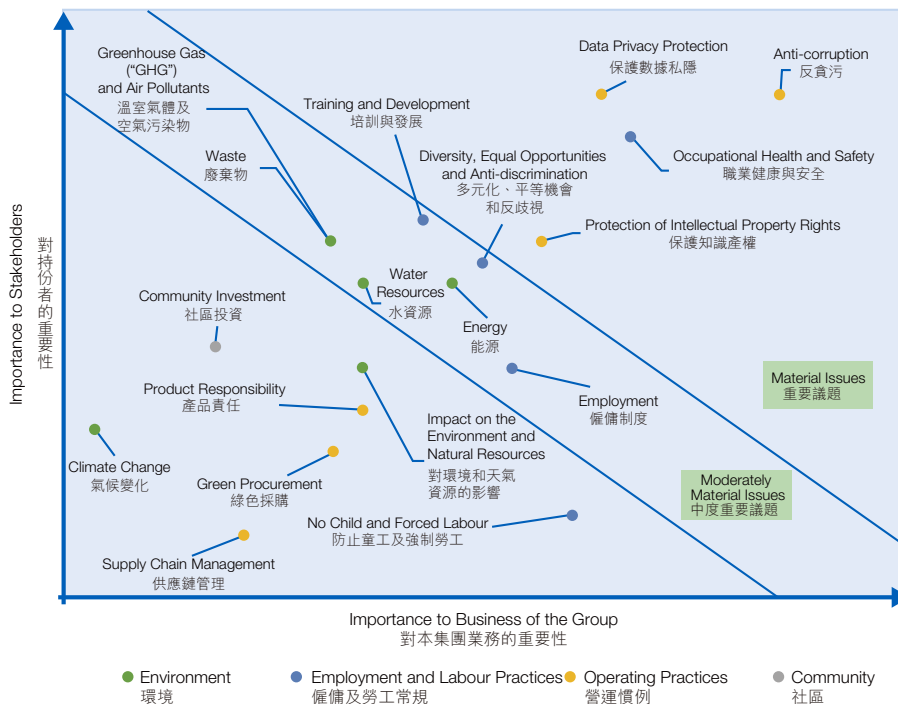 Importance to Stakeholders
對持份者的重要性
Greenhouse Gas
(“GHG”)
and Air Pollutants
溫室氣體及
空氣污染物
Waste
廢棄物
Training and Development
培訓與發展
Diversity, Equal Opportunities
and Anti-discrimination
多元化、平等機會
和反歧視
Data Privacy Protection
保護數據私隱
Anti-corruption
反貪污
Occupational Health and Safety
職業健康與安全
Protection of Intellectual Property Rights
保護知識產權
Community Investment
社區投資
Water
Resources
水資源
Energy
能源
Product Responsibility
產品責任
Employment
僱傭制度
Material Issues
重要議題
Climate Change
氣候變化
Green Procurement
綠色採購
Impact on the
Environment and
Natural Resources
對環境和天氣
資源的影響
Moderately
Material Issues
中度重要議題
No Child and Forced Labour
防止童工及強制勞工
Supply Chain Management
供應鏈管理
Importance to Business of the Group
對本集團業務的重要性
Environment
環境
Employment and Labour Practices
僱傭及勞工常規
Operating Practices
營運慣例
Community
社區